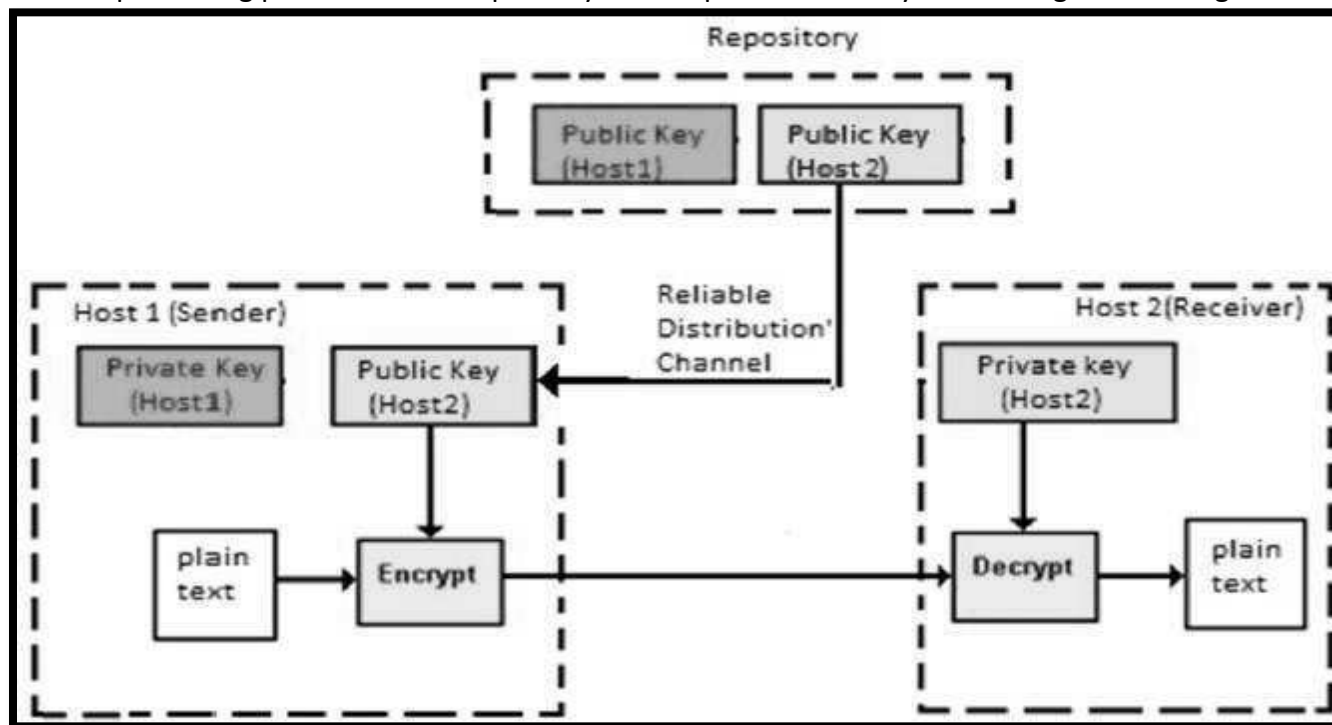 Repository
Public Key
(Host1)
Public Key
(Host 2)
Reliable
Distribution'
Channel
Host 1 (Sender)
Private Key
(Host1)
Public Key
(Host2)
Host 2(Receiver)
Private key
(Host2)
plain
text
Encrypt
Decrypt
plain
text